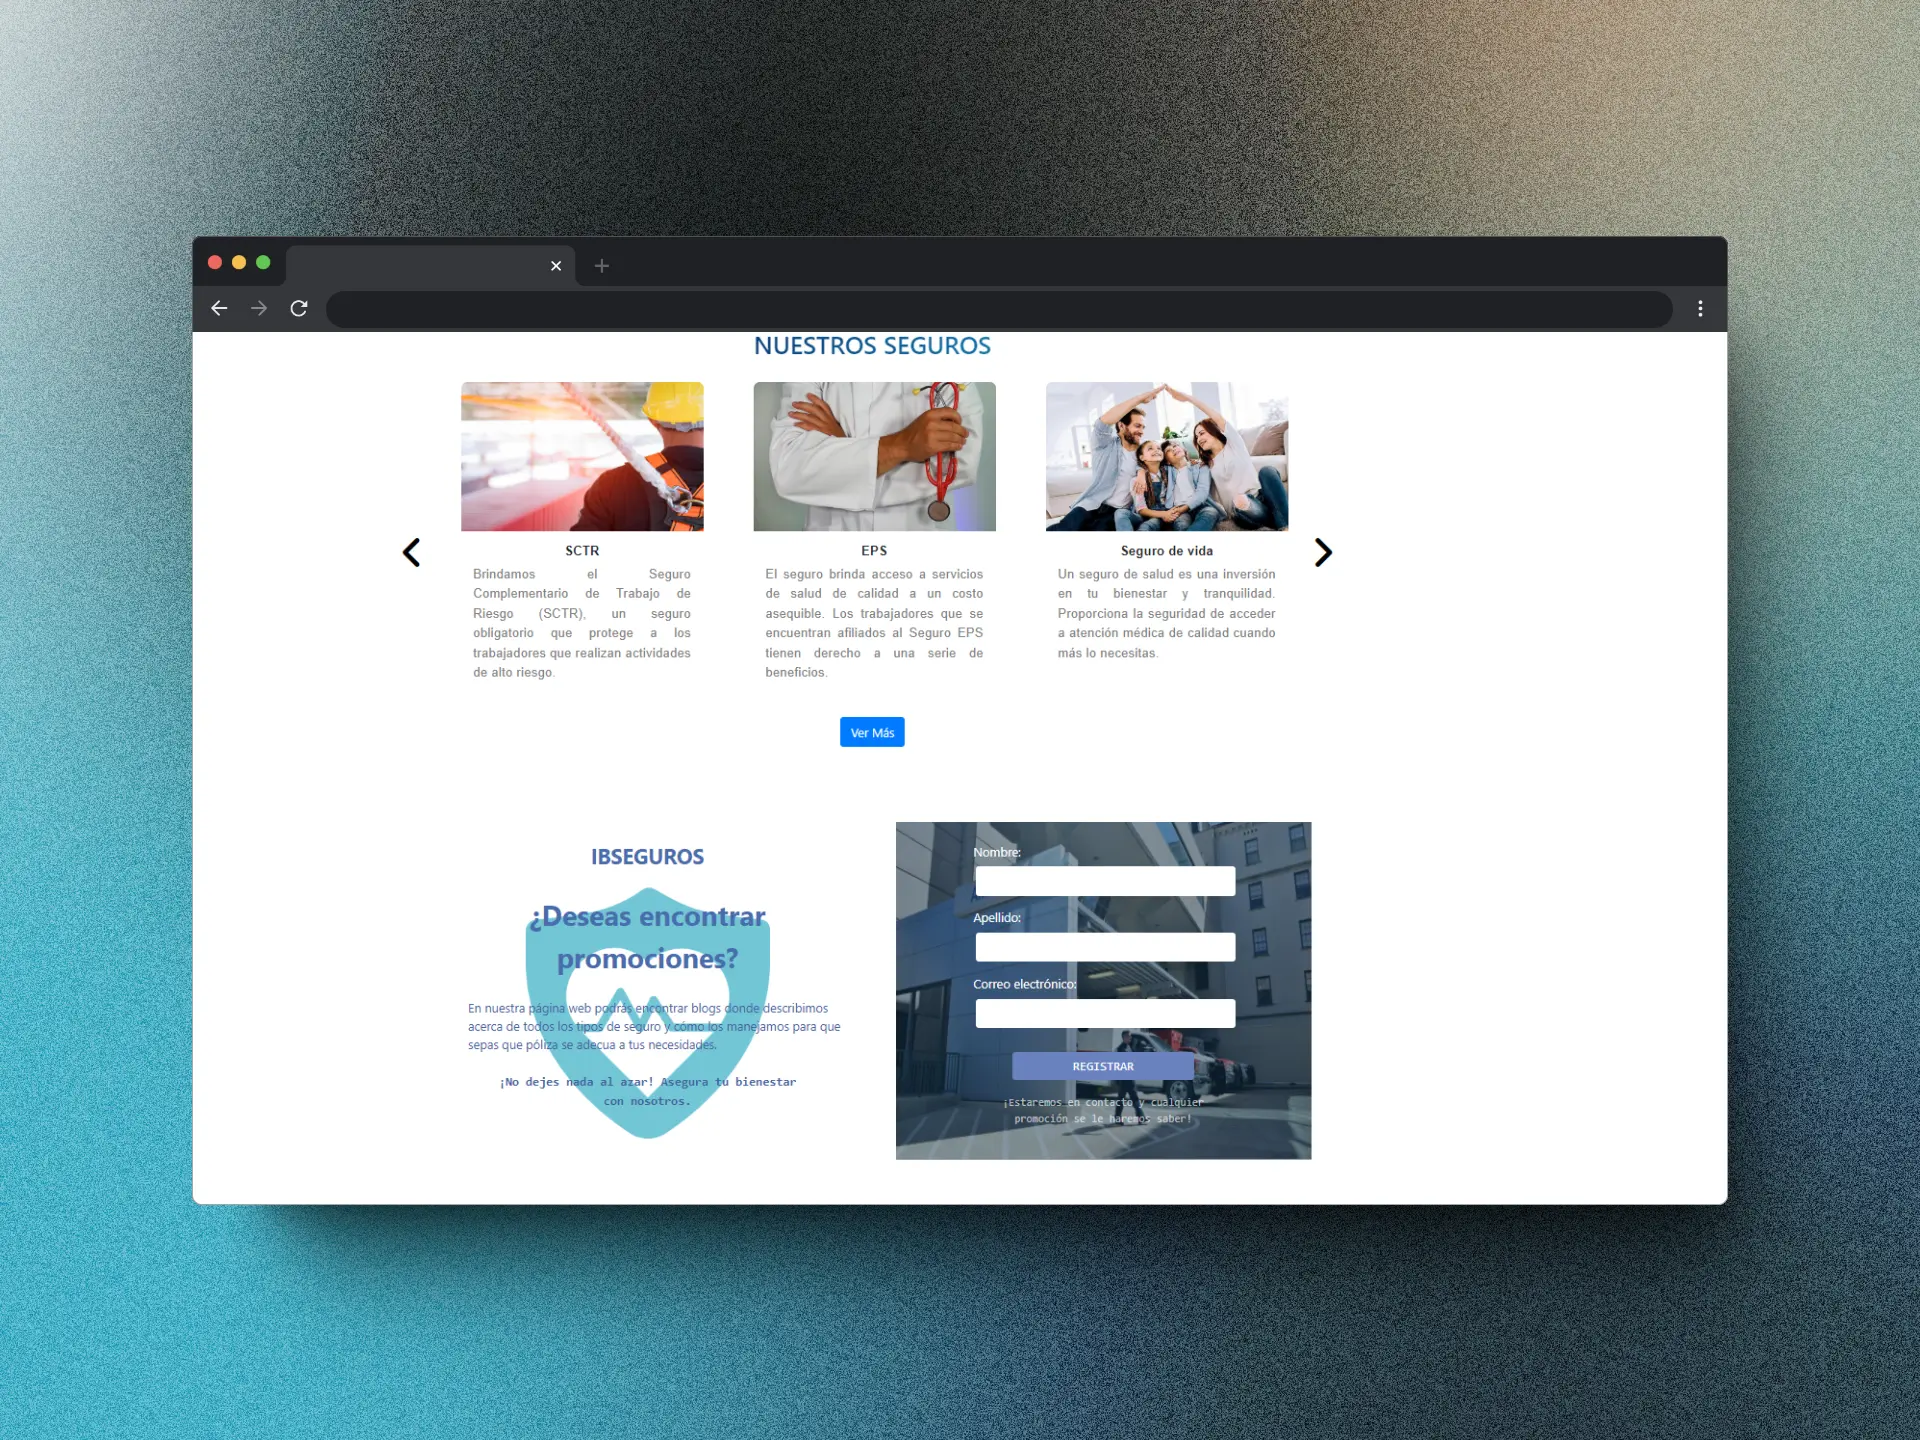 NUESTROS SEGUROS
SCTR
Brindamos el Seguro
Complementario de Trabajo de
Riesgo (SCTR), un seguro
obligatorio que protege a los
trabajadores que realizan actividades
de alto riesgo.
EPS
El seguro brinda acceso a servicios
de salud de calidad a un costo
asequible. Los trabajadores que se
encuentran afiliados al Seguro EPS
tienen derecho a una serie de
beneficios.
Seguro de vida
Un seguro de salud es una inversión
en tu bienestar y tranquilidad.
Proporciona la seguridad de acceder
a atención médica de calidad cuando
más lo necesitas.
Ver Más
IBSEGUROS
¿Deseas encontrar
promociones?
En nuestra página web podrás encontrar blogs donde describimos
acerca de todos los tipos de seguro y cómo los manejamos para que
sepas que póliza se adecua a tus necesidades.
¡No dejes nada al azar! Asegura tu bienestar
con nosotros.
Nombre:
Apellido:
Correo electrónico:
REGISTRAR
¡Estaremos en contacto y cualquier
promoción se le haremos saber!